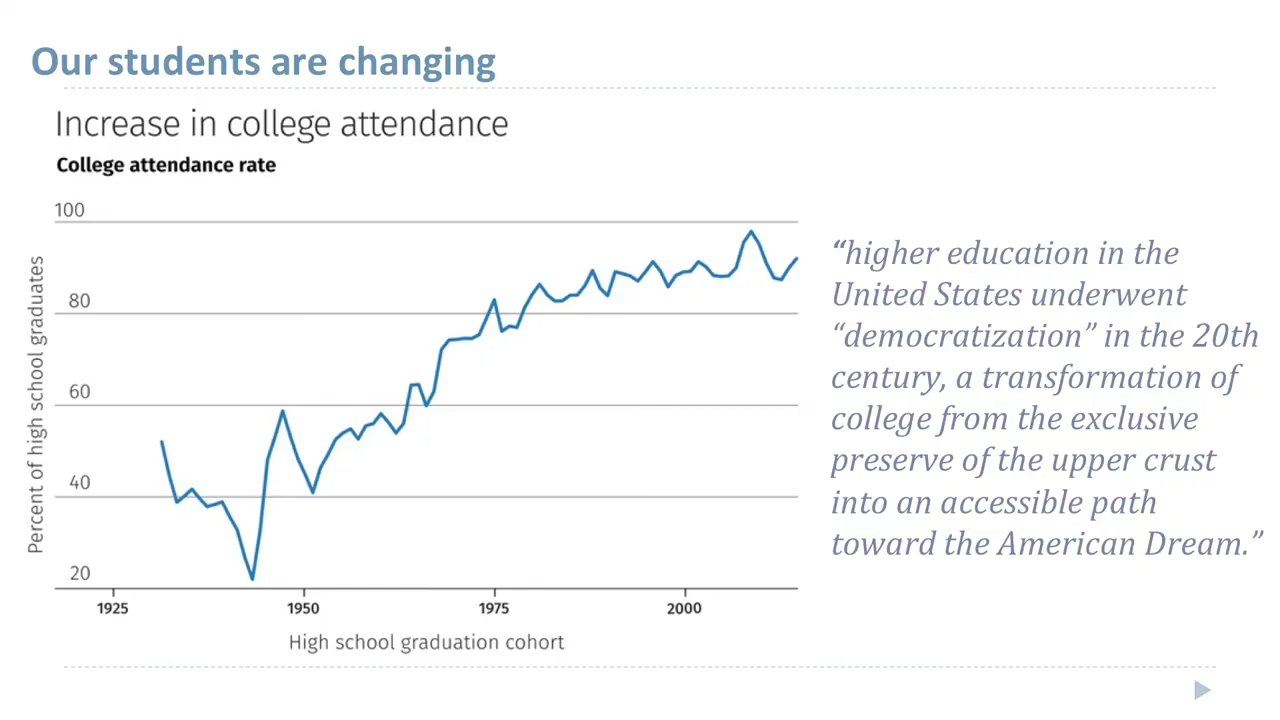 Our students are changing
Increase in college attendance
College attendance rate
100
80
60
40
20
Percent of high school graduates
1925 1950 1975 2000
High school graduation cohort
“higher education in the
United States underwent
“democratization” in the 20th
century, a transformation of
college from the exclusive
preserve of the upper crust
into an accessible path
toward the American Dream.”